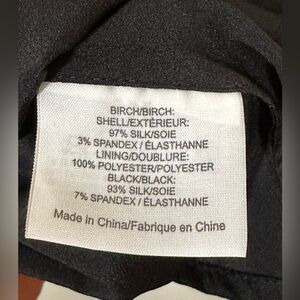 BIRCH/BIRCH:
SHELL/EXTÉRIEUR:
97% SILK/SOIE
3% SPANDEX / ÉLASTHANNE
LINING/DOUBLURE:
100% POLYESTER/POLYESTER
BLACK/BLACK:
93% SILK/SOIE
7% SPANDEX / ÉLASTHANNE
Made in China/Fabrique en Chine